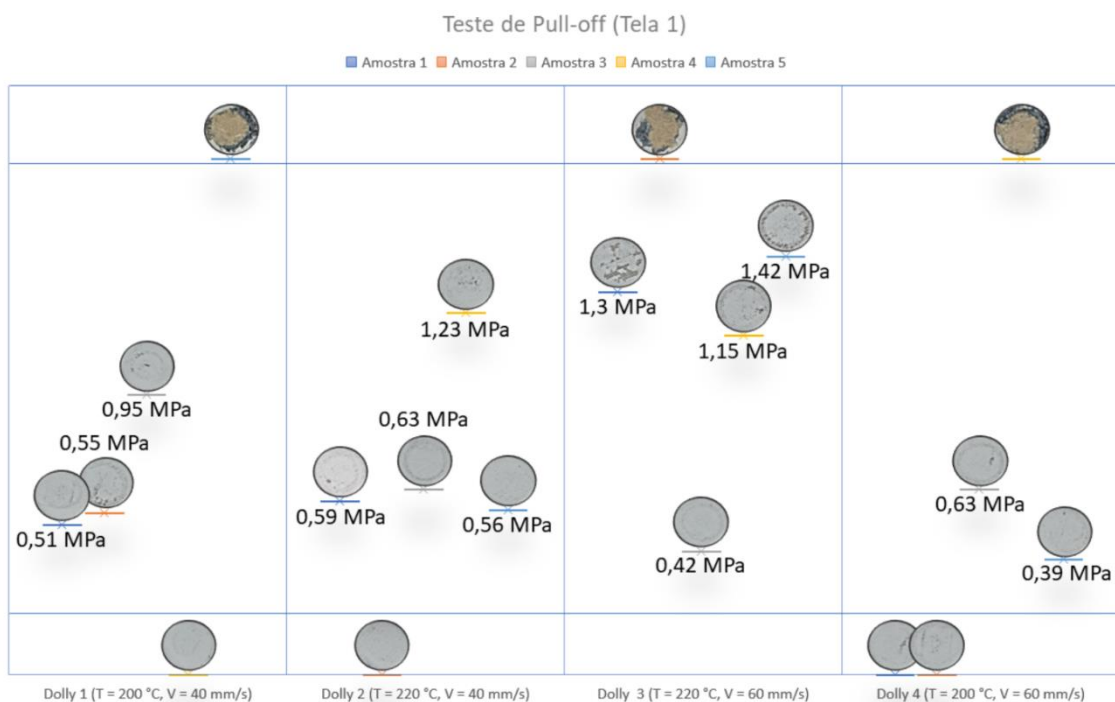 Teste de Pull-off (Tela 1)
Amostra 1 Amostra 2 Amostra 3 Amostra 4 Amostra 5
0,51 MPa
0,55 MPa
0,95 MPa
0,59 MPa
0,63 MPa
1,23 MPa
0,56 MPa
1,3 MPa
0,42 MPa
1,15 MPa
1,42 MPa
0,63 MPa
0,39 MPa
Dolly 1 (T = 200 °C, V = 40 mm/s)
Dolly 2 (T = 220 °C, V = 40 mm/s)
Dolly 3 (T = 220 °C, V = 60 mm/s)
Dolly 4 (T = 200 °C, V = 60 mm/s)